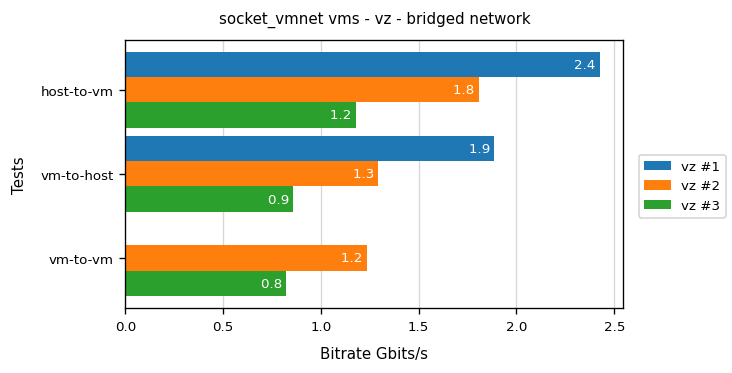 socket_vmnet vms - vz - bridged network
host-to-vm
2.4
1.8
1.2
vm-to-host
1.9
1.3
0.9
vm-to-vm
1.2
0.8
Tests
vz #1
vz #2
vz #3
0.0 0.5 1.0 1.5 2.0 2.5
Bitrate Gbits/s